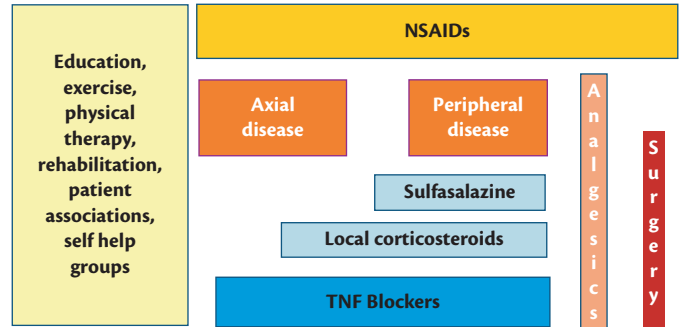 Education,
exercise,
physical
therapy,
rehabilitation,
patient
associations,
self help
groups
NSAIDs
Axial
disease
Peripheral
disease
Sulfasalazine
Local corticosteroids
TNF Blockers
Analgesics
Surgery